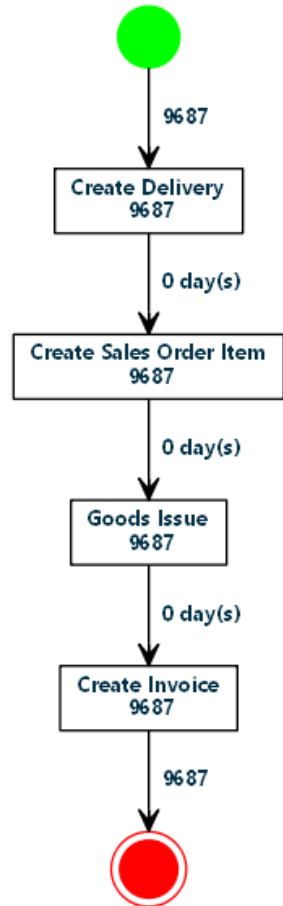 9687
Create Delivery
9687
0 day(s)
Create Sales Order Item
9687
0 day(s)
Goods Issue
9687
0 day(s)
Create Invoice
9687
9687